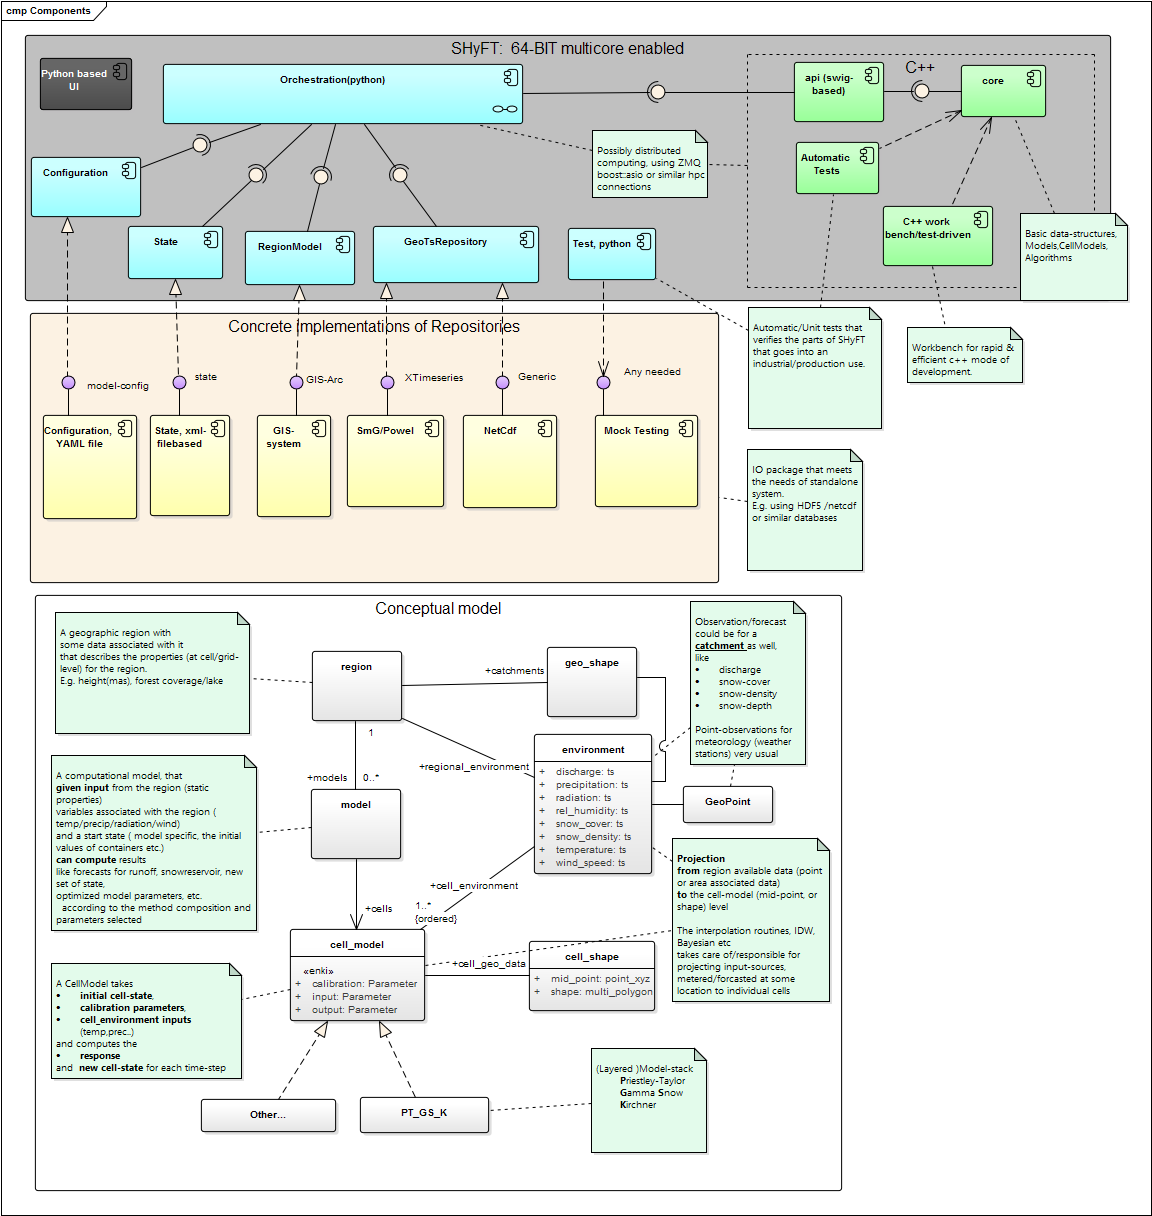 cmp Components
SHyFT:  64-BIT multicore enabled
Python based
UI
Orchestration(python)
api (swig-
based)
C++
core
Possibly distributed
computing, using ZMQ
boost::asio or similar hpc
connections
Automatic
Tests
Configuration
State
RegionModel
GeoTsRepository
Test, python
C++ work
bench/test-driven
Basic data-structures,
Models,CellModels,
Algorithms
Concrete Implementations of Repositories
Automatic/Unit tests that
verifies the parts of SHyFT
that goes into an
industrial/production use.
Workbench for rapid &
efficient c++ mode of
development.
model-config
state
GIS-Arc
XTimeseries
Generic
Any needed
Configuration,
YAML file
State, xml-
filebased
GIS-
system
SmG/Powel
NetCdf
Mock Testing
IO package that meets
the needs of standalone
system.
E.g. using HDF5 /netcdf
or similar databases
Conceptual model
A geographic region with
some data associated with it
that describes the properties (at cell/grid-
level) for the region.
E.g. height(mas), forest coverage/lake
region
+catchments
geo_shape
Observation/forecast
could be for a
catchment as well,
like
•	discharge
•	snow-cover
•	snow-density
•	snow-depth
Point-observations for
meteorology (weather
stations) very usual
1
+models
0..*
+regional_environment
environment
+ discharge: ts
+ precipitation: ts
+ radiation: ts
+ rel_humidity: ts
+ snow_cover: ts
+ snow_density: ts
+ temperature: ts
+ wind_speed: ts
GeoPoint
A computational model, that
given input from the region (static
properties)
variables associated with the region (
temp/precip/radiation/wind)
and a start state ( model specific, the initial
values of containers etc.)
can compute results
like forecasts for runoff, snowreservoir, new
set of state,
optimized model parameters, etc.
according to the method composition and
parameters selected
model
+cell_environment
+cells
1..*
{ordered}
Projection
from region available data (point
or area associated data)
to the cell-model (mid-point, or
shape) level
The interpolation routines, IDW,
Bayesian etc
takes care of/responsible for
projecting input-sources,
metered/forcasted at some
location to individual cells
cell_model
«enki»
+ calibration: Parameter
+ input: Parameter
+ output: Parameter
+cell_geo_data
cell_shape
+ mid_point: point_xyz
+ shape: multi_polygon
A CellModel takes
•	initial cell-state,
•	calibration parameters,
•	cell_environment inputs
(temp,prec..)
and computes the
•	response
and  new cell-state for each time-step
Other...
PT_GS_K
(Layered )Model-stack
Priestley-Taylor
Gamma Snow
Kirchner